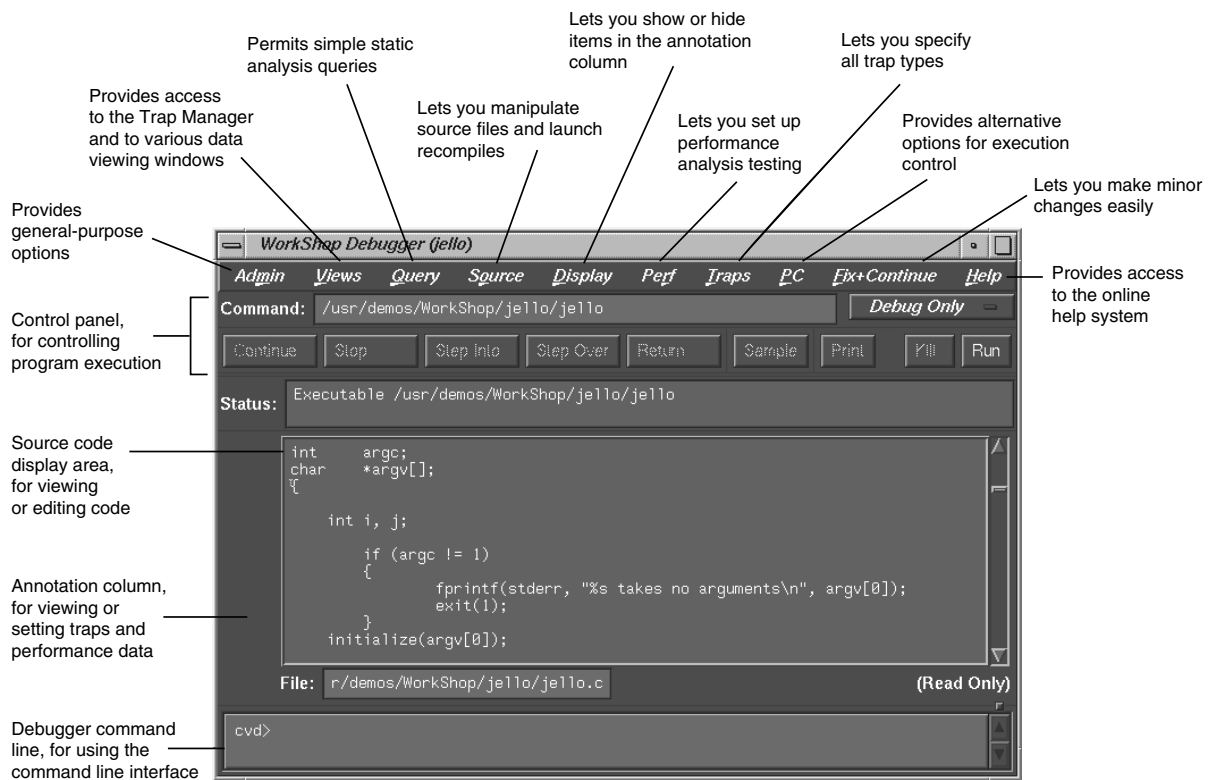 Lets you show or hide
items in the annotation
column
Permits simple static
analysis queries
Lets you specify
all trap types
Provides access
to the Trap Manager
and to various data
viewing windows
Lets you manipulate
source files and launch
recompiles
Lets you set up
performance
analysis testing
Provides alternative
options for execution
control
Lets you make minor
changes easily
Provides
general-purpose
options
WorkShop Debugger (jello)
Admin Views Query Source Display Perf Traps PC Fix+Continue Help
Provides access
to the online
help system
Control panel,
for controlling
program execution
Command: /usr/demos/WorkShop/jello/jello Debug Only
Continue Stop Step Into Step Over Return Sample Print Kill Run
Status: Executable /usr/demos/WorkShop/jello/jello
Source code
display area,
for viewing
or editing code
int argc;
char *argv[];
{
int i, j;
if (argc != 1)
{
fprintf(stderr, "%s takes no arguments\n", argv[0]);
exit(1);
}
initialize(argv[0]);
Annotation column,
for viewing or
setting traps and
performance data
File: r/demos/WorkShop/jello/jello.c (Read Only)
Debugger command
line, for using the
command line interface
cvd>